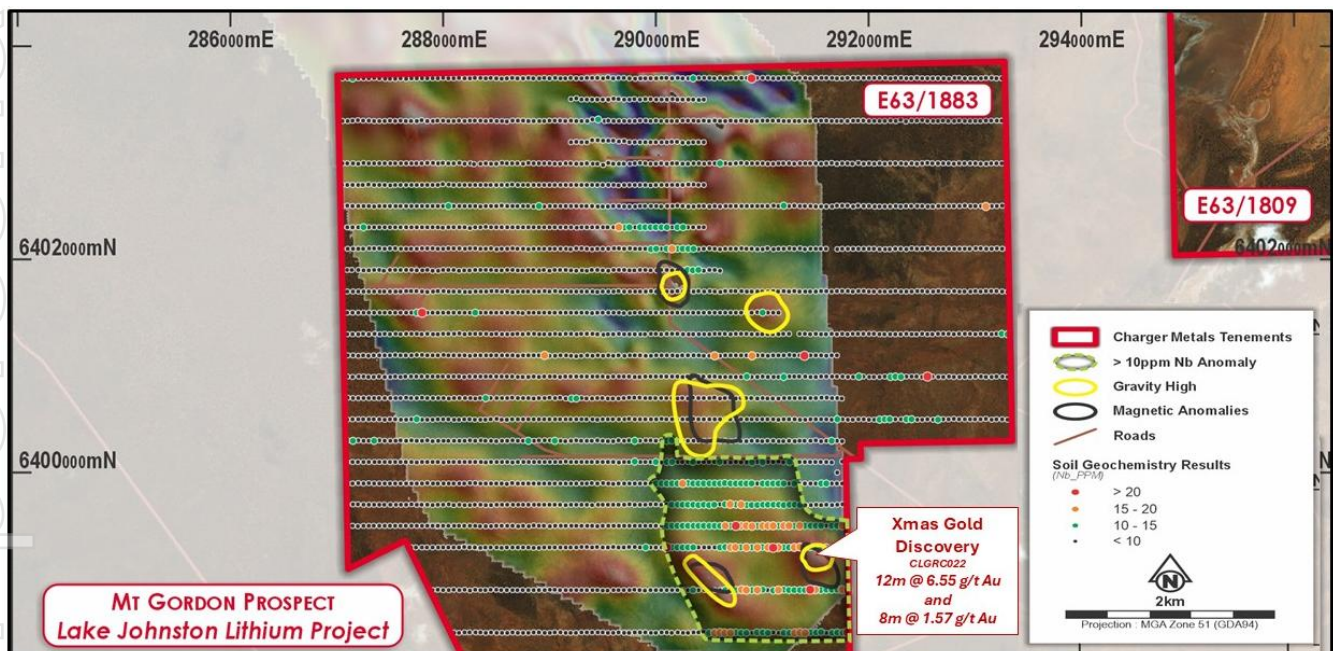 286000mE
288000mE
290000mE
292000mE
294000mE
E63/1883
E63/1809
6402000mN
6402000mN
6400000mN
Charger Metals Tenements
> 10ppm Nb Anomaly
Gravity High
Magnetic Anomalies
Roads
Soil Geochemistry Results
(Nb_PPM)
> 20
15 - 20
10 - 15
< 10
N
2km
Projection : MGA Zone 51 (GDA94)
Xmas Gold
Discovery
CLGRC022
12m @ 6.55 g/t Au
and
8m @ 1.57 g/t Au
MT GORDON PROSPECT
Lake Johnston Lithium Project